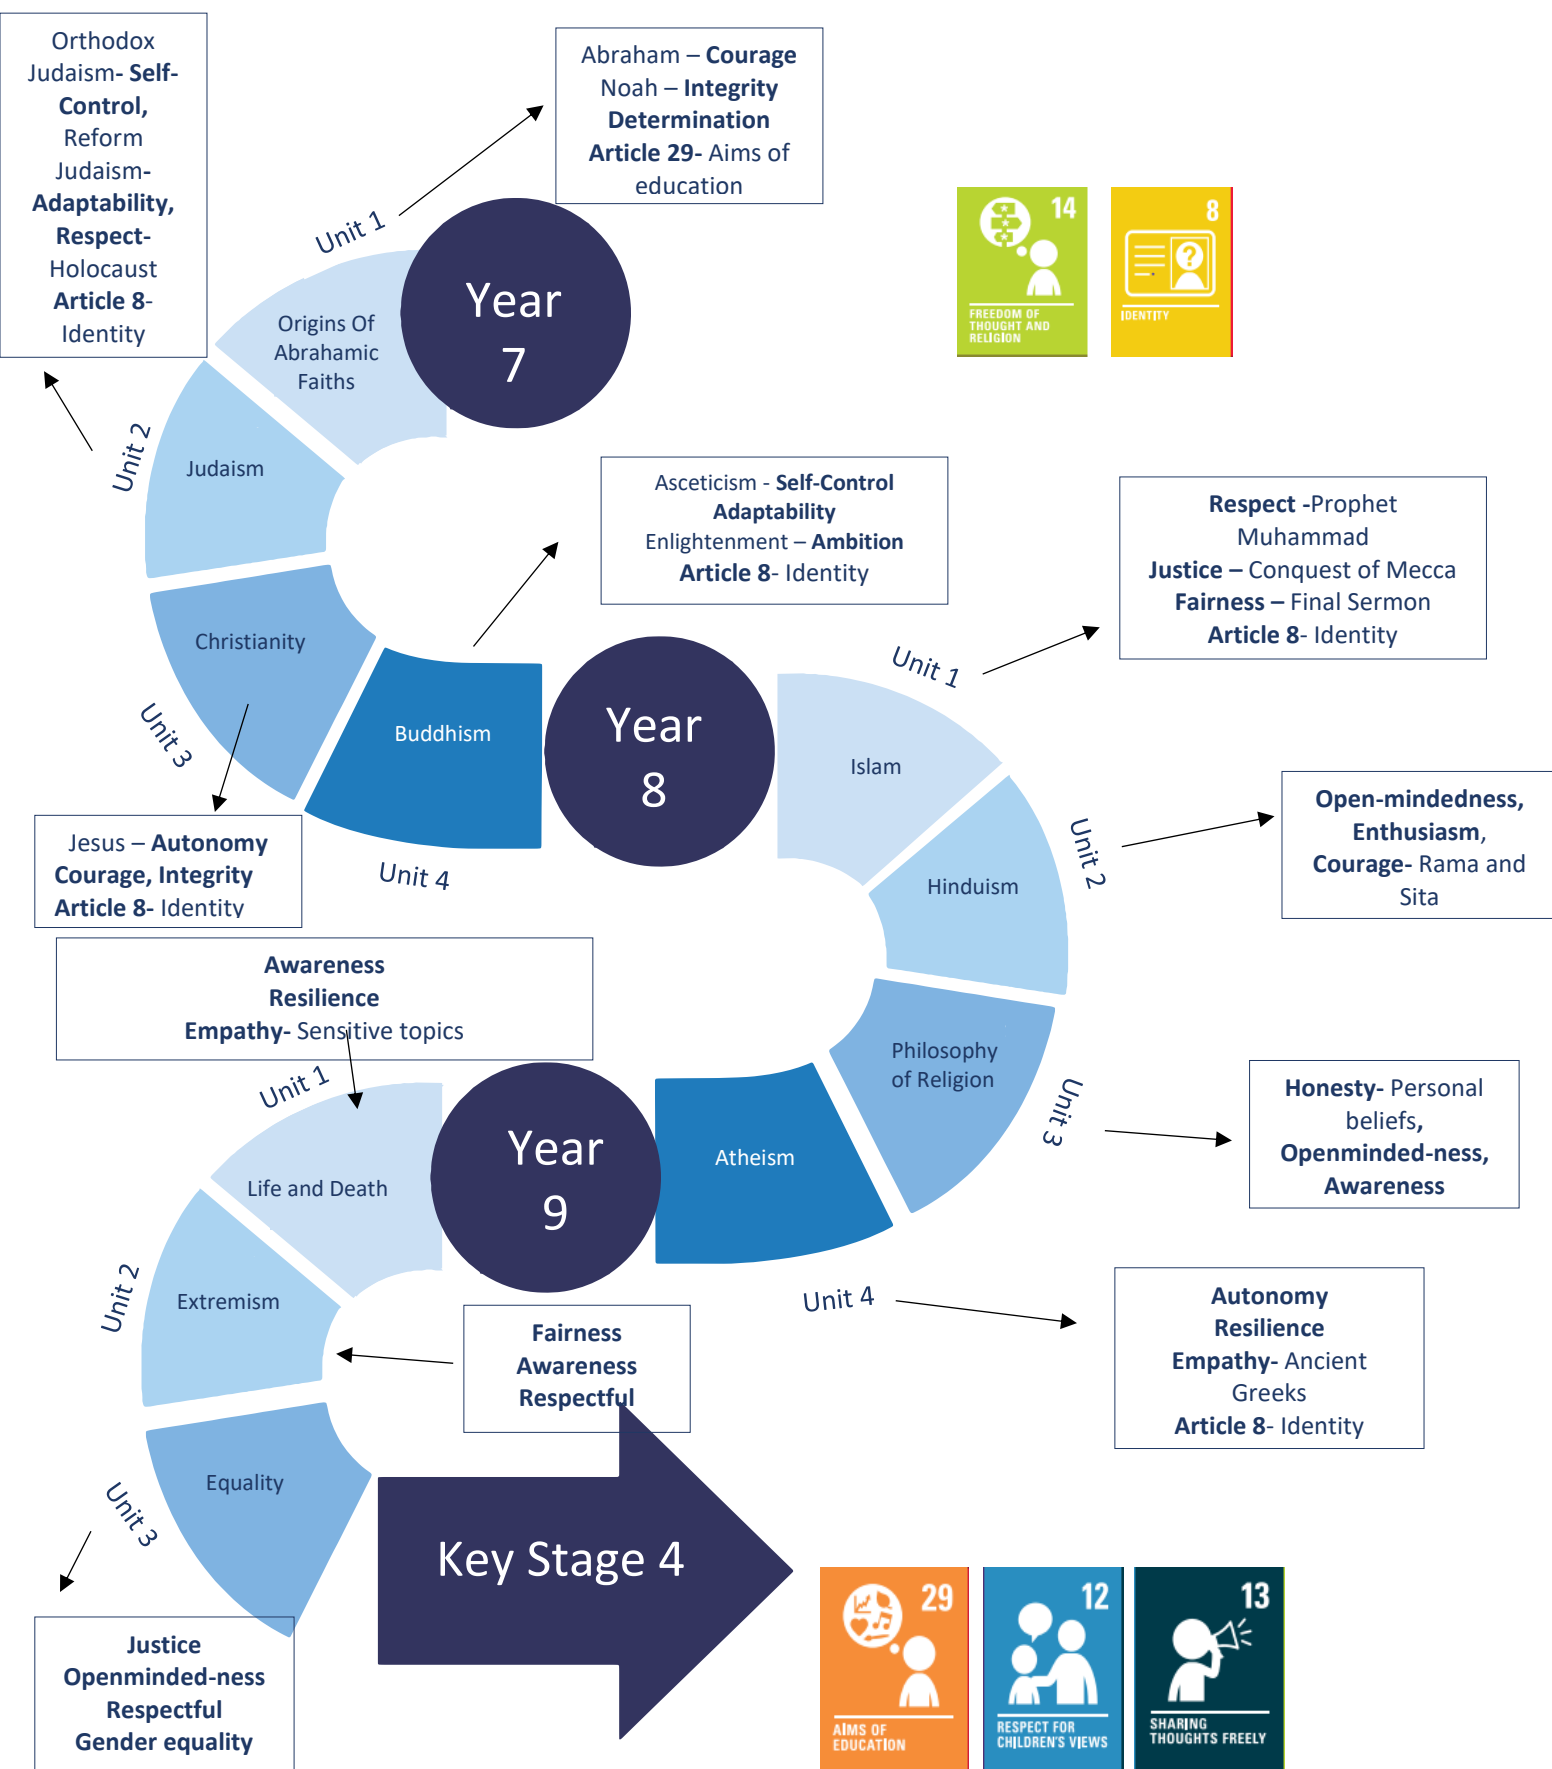 Orthodox
Judaism- Self-
Control,
Reform
Judaism-
Adaptability,
Respect-
Holocaust
Article 8-
Identity
Abraham – Courage
Noah – Integrity
Determination
Article 29- Aims of
education
14
FREEDOM OF
THOUGHT AND
RELIGION
8
IDENTITY
Unit 1
Year
7
Origins Of
Abrahamic
Faiths
Unit 2
Judaism
Asceticism - Self-Control
Adaptability
Enlightenment – Ambition
Article 8- Identity
Respect -Prophet
Muhammad
Justice – Conquest of Mecca
Fairness – Final Sermon
Article 8- Identity
Christianity
Unit 3
Buddhism
Unit 4
Year
8
Unit 1
Islam
Jesus – Autonomy
Courage, Integrity
Article 8- Identity
Unit 2
Hinduism
Open-mindedness,
Enthusiasm,
Courage- Rama and
Sita
Awareness
Resilience
Empathy- Sensitive topics
Philosophy
of Religion
Unit 3
Honesty- Personal
beliefs,
Openminded-ness,
Awareness
Unit 1
Life and Death
Year
9
Atheism
Unit 4
Autonomy
Resilience
Empathy- Ancient
Greeks
Article 8- Identity
Unit 2
Extremism
Fairness
Awareness
Respectful
Equality
Unit 3
Key Stage 4
Justice
Openminded-ness
Respectful
Gender equality
29
AIMS OF
EDUCATION
12
RESPECT FOR
CHILDREN'S VIEWS
13
SHARING
THOUGHTS FREELY